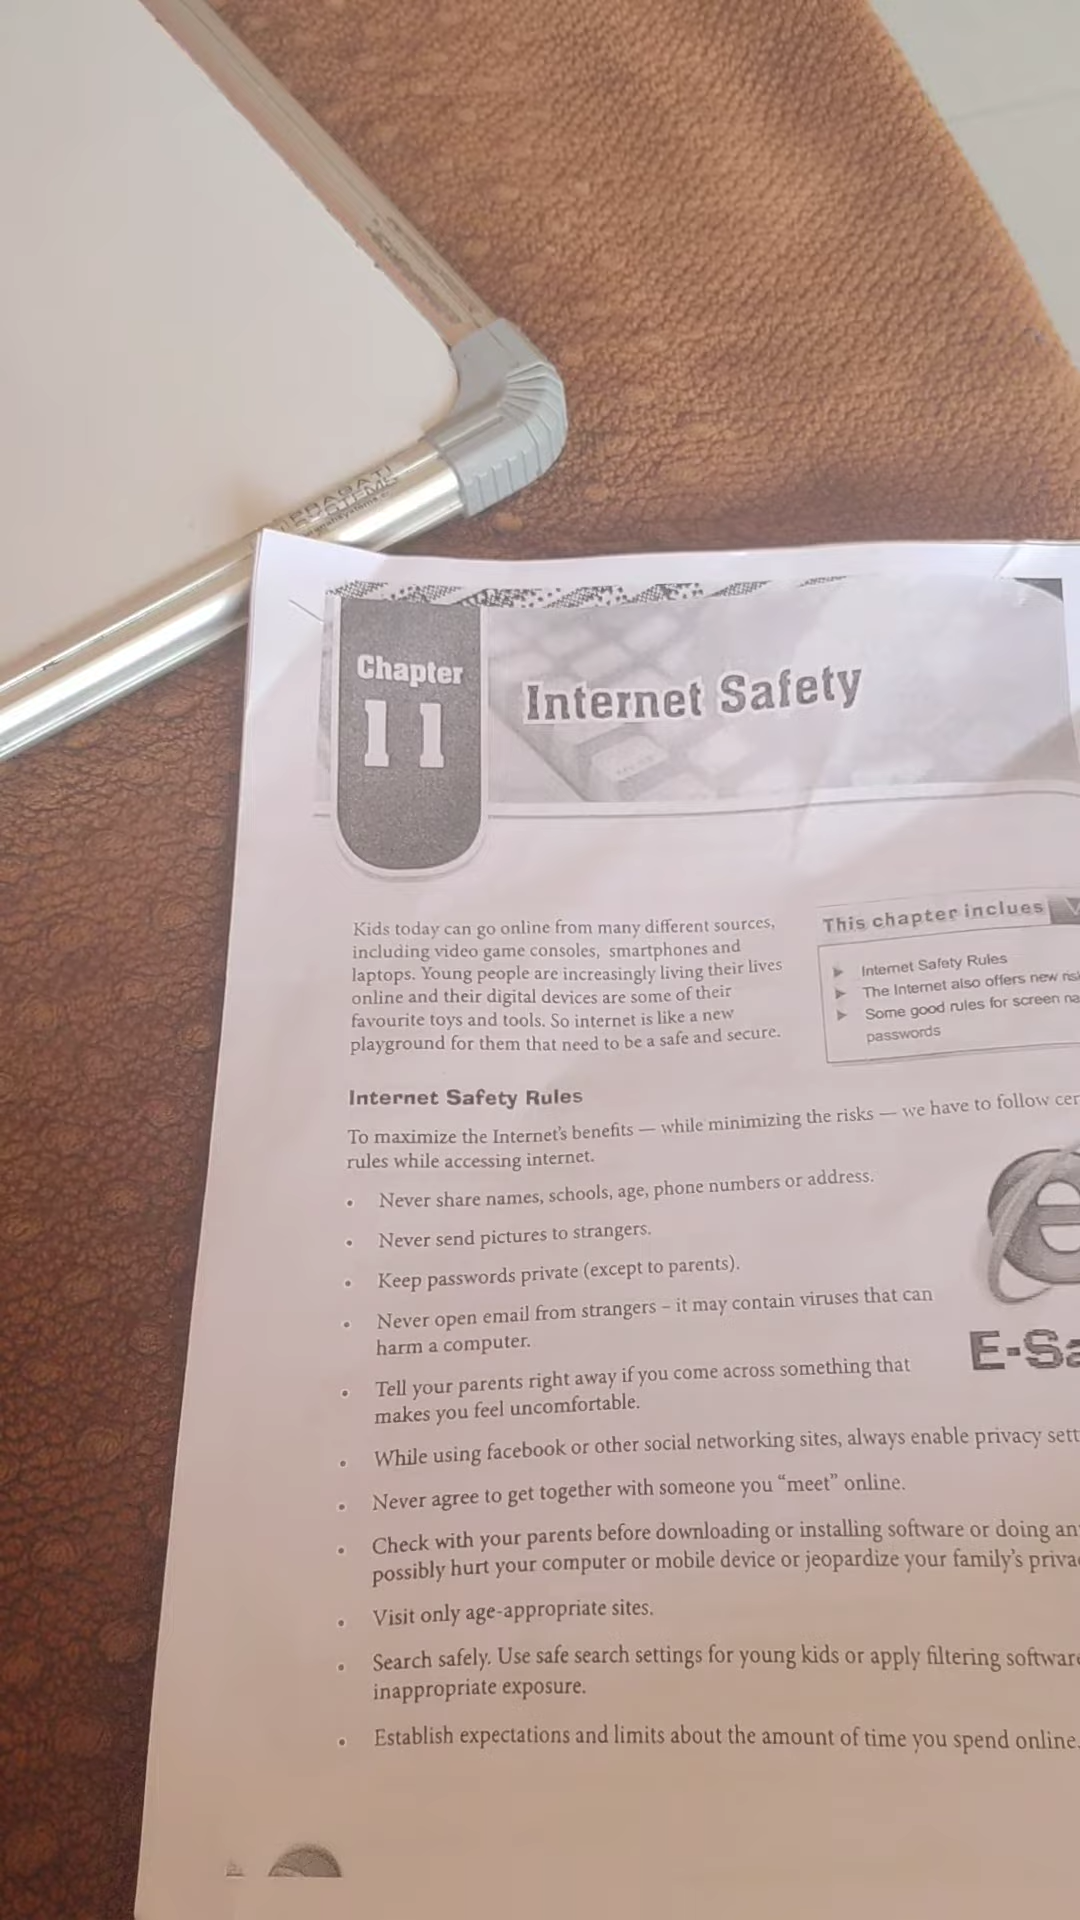 PRAGATI
SYSTEMS
Chapter
11
Internet Safety
Kids today can go online from many different sources,
including video game consoles, smartphones and
laptops. Young people are increasingly living their lives
online and their digital devices are some of their
favourite toys and tools. So internet is like a new
playground for them that need to be a safe and secure.
This chapter inclues
Internet Safety Rules
The Internet also offers new
Some good rules for screen
passwords
Internet Safety Rules
To maximize the Internet's benefits — while minimizing the risks — we have to follow
rules while accessing internet.
• Never share names, schools, age, phone numbers or address.
• Never send pictures to strangers.
• Keep passwords private (except to parents).
• Never open email from strangers – it may contain viruses that can
harm a computer.
• Tell your parents right away if you come across something that
makes you feel uncomfortable.
• While using facebook or other social networking sites, always enable privacy
• Never agree to get together with someone you “meet” online.
• Check with your parents before downloading or installing software or doing
possibly hurt your computer or mobile device or jeopardize your family's
• Visit only age-appropriate sites.
• Search safely. Use safe search settings for young kids or apply filtering software
inappropriate exposure.
• Establish expectations and limits about the amount of time you spend online.